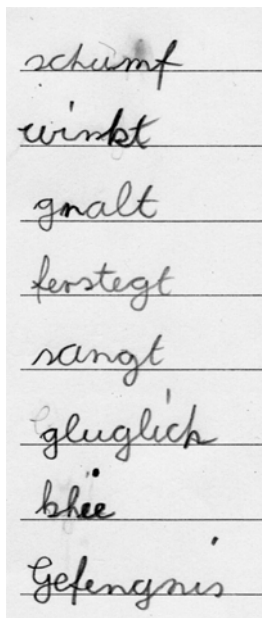 schumf
winkt
gnalt
ferstegt
sangt
gluglich
khee
Gefengnis